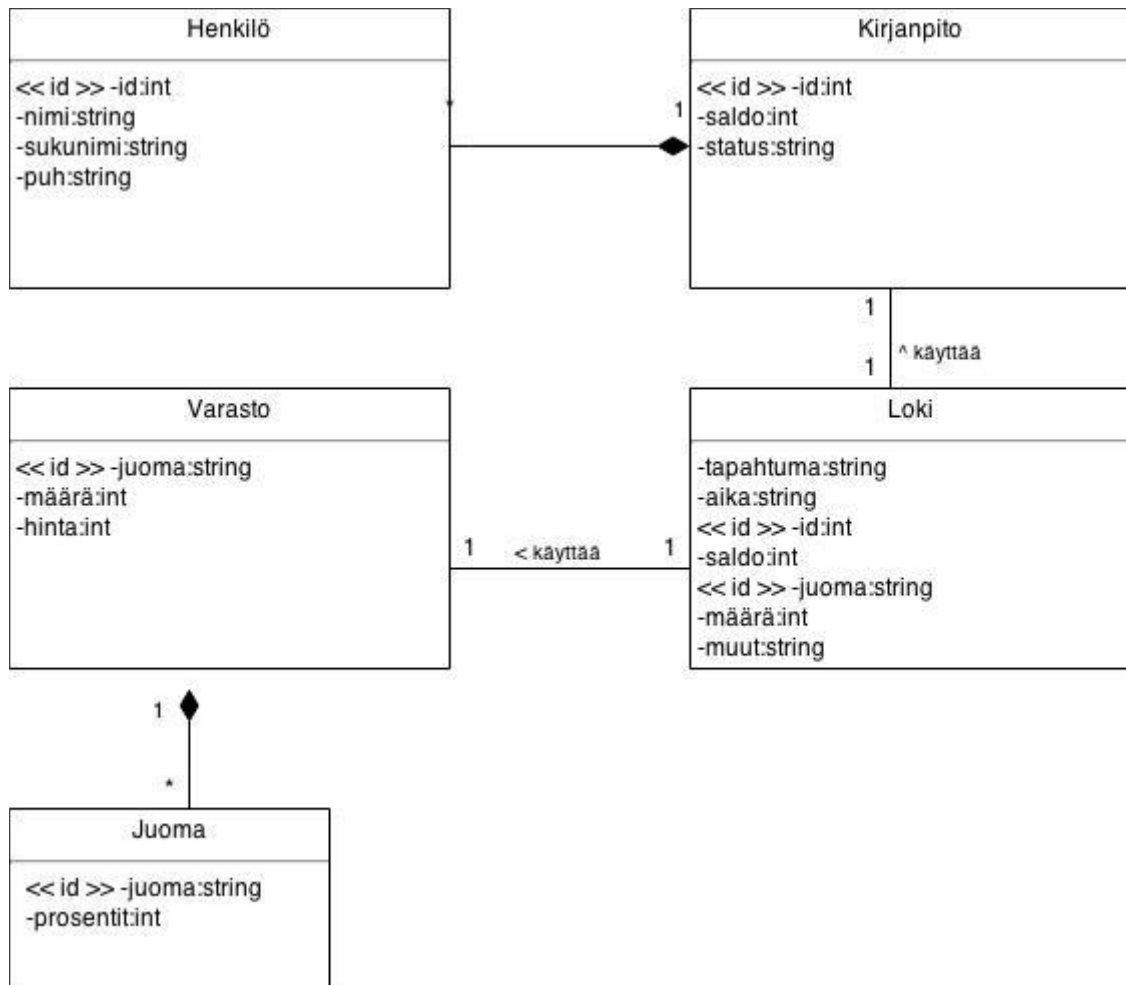 Henkilö
<< id >> -id:int
-nimi:string
-sukunimi:string
-puh:string
*
1
Kirjanpito
<< id >> -id:int
-saldo:int
-status:string
1
^ käyttää
1
Varasto
<< id >> -juoma:string
-määrä:int
-hinta:int
1
< käyttää
1
Loki
-tapahtuma:string
-aika:string
<< id >> -id:int
-saldo:int
<< id >> -juoma:string
-määrä:int
-muut:string
1
*
Juoma
<< id >> -juoma:string
-prosentit:int